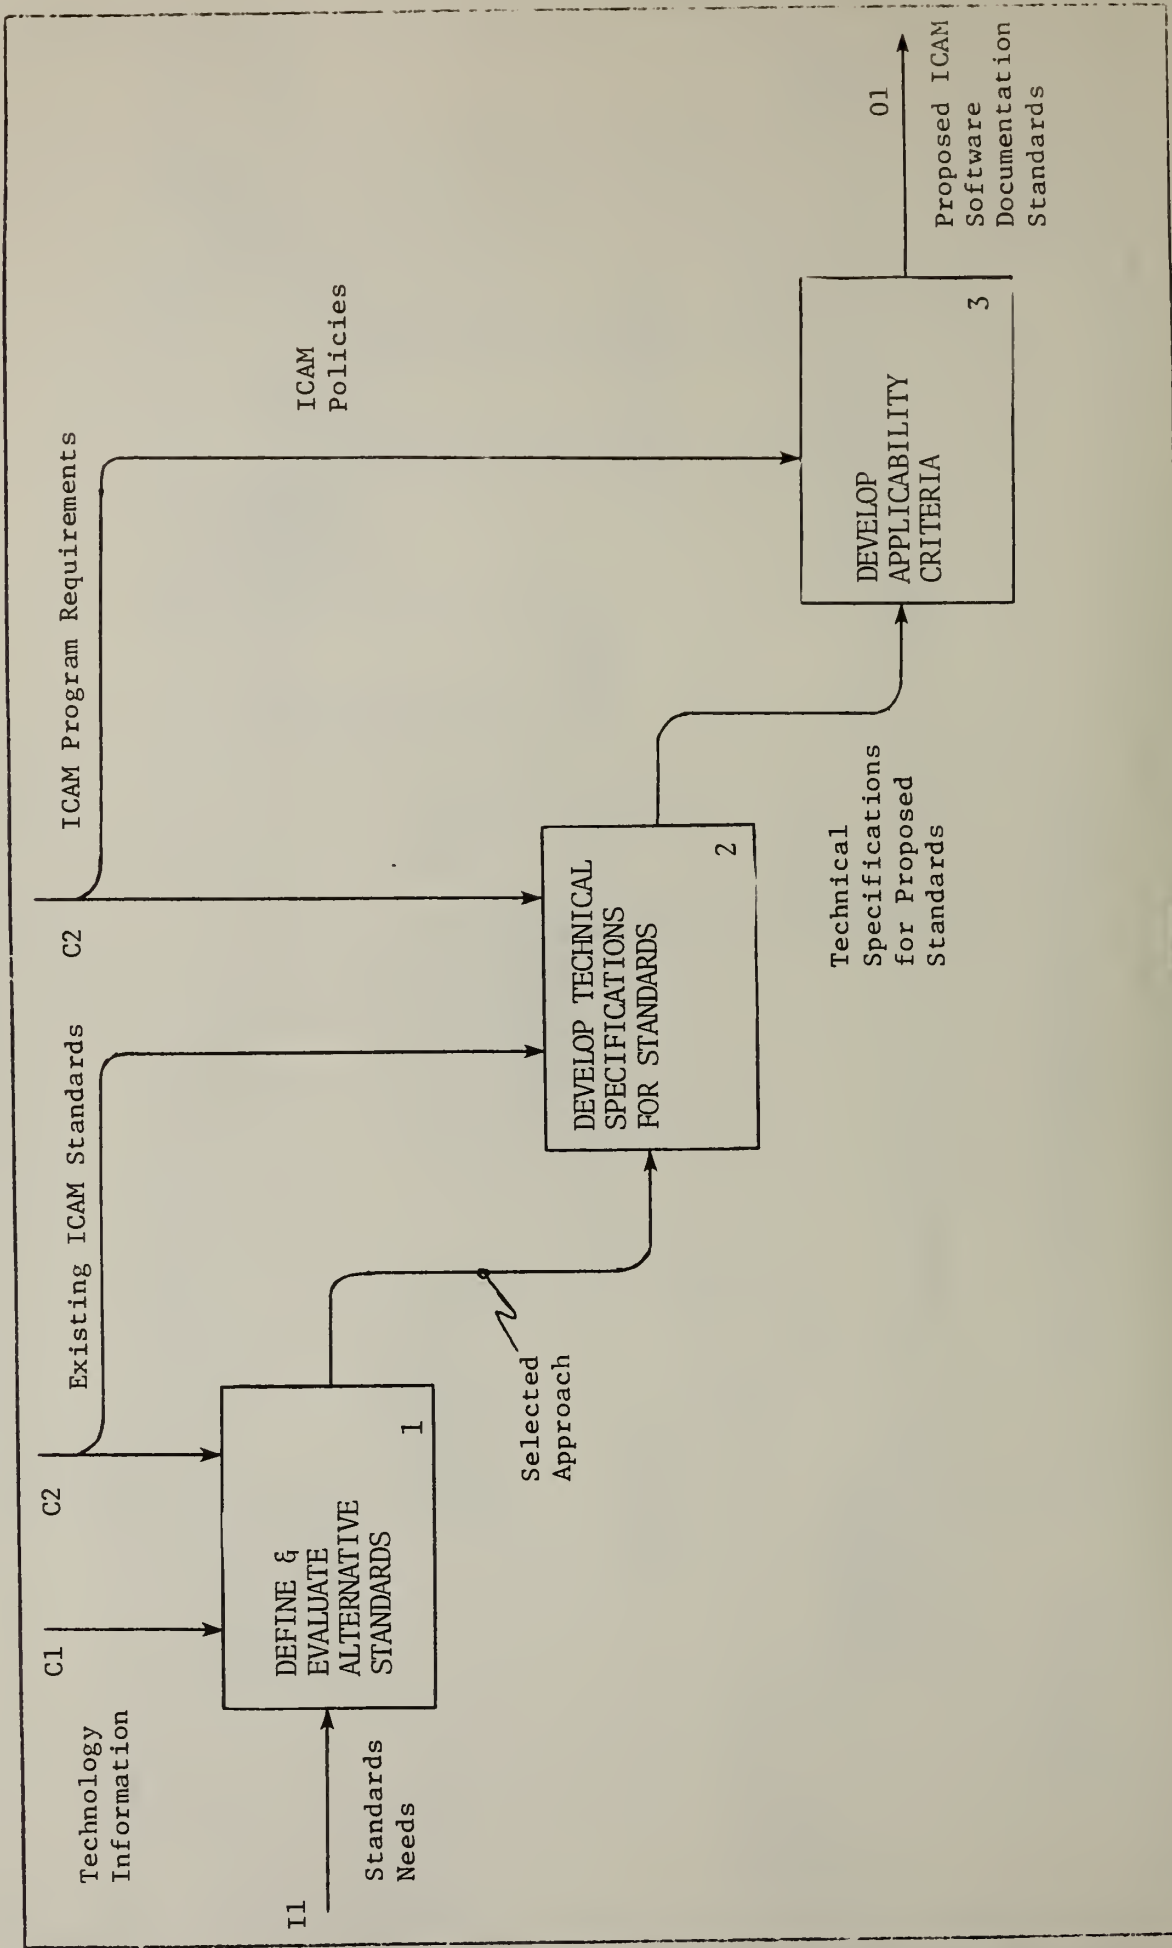 C1
Technology
Information
C2
Existing ICAM Standards
C2
ICAM Program Requirements
ICAM
Policies
I1
Standards
Needs
DEFINE &
EVALUATE
ALTERNATIVE
STANDARDS
1
Selected
Approach
DEVELOP TECHNICAL
SPECIFICATIONS
FOR STANDARDS
2
Technical
Specifications
for Proposed
Standards
DEVELOP
APPLICABILITY
CRITERIA
3
O1
Proposed ICAM
Software
Documentation
Standards